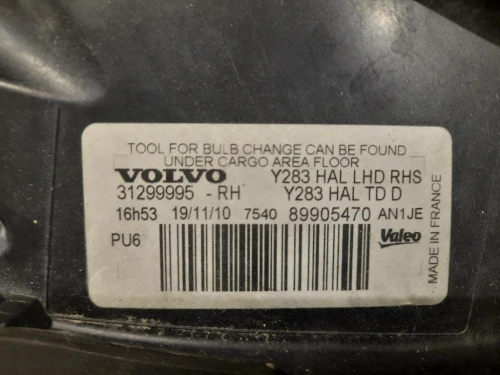 TOOL FOR BULB CHANGE CAN BE FOUND
UNDER CARGO AREA FLOOR
VOLVO Y283 HAL LHD RHS
31299995 - RH Y283 HAL TD D
16h53 19/11/10 7540 89905470 AN1JE
PU6 Valeo
MADE IN FRANCE